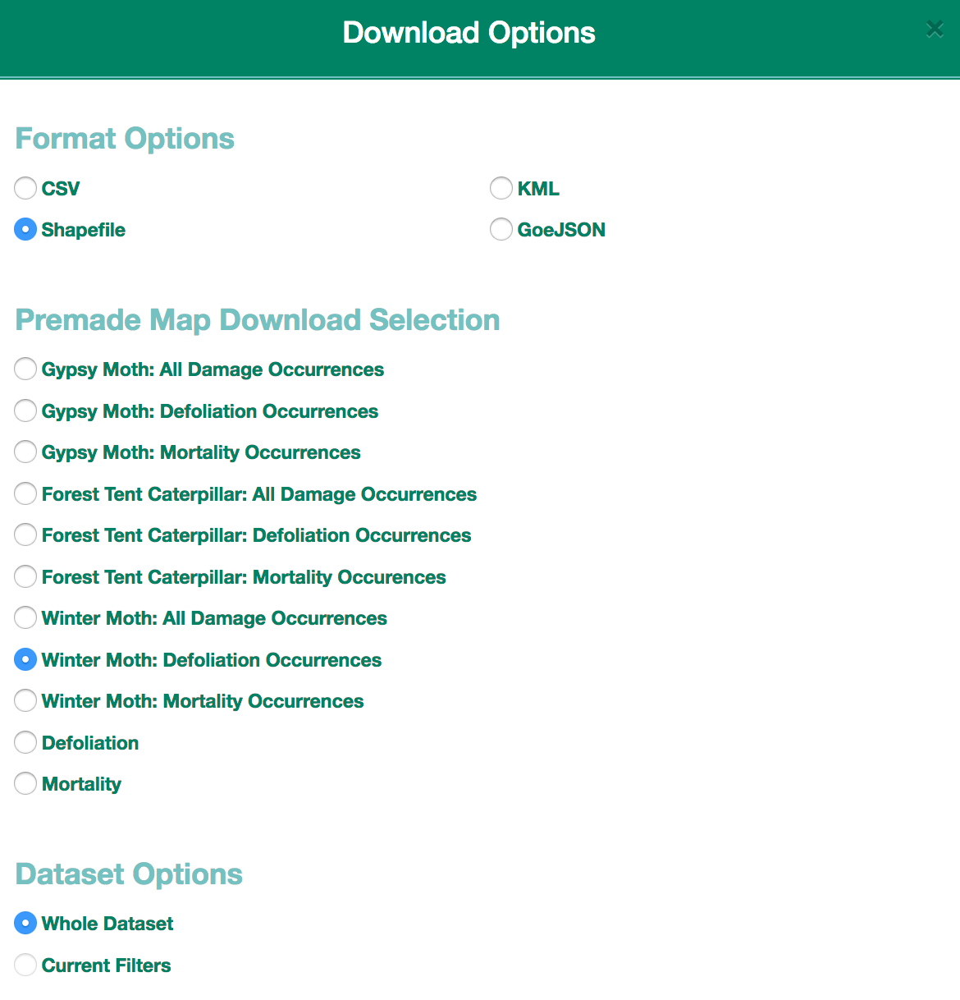 Download Options
Format Options
CSV
KML
Shapefile
GoeJSON
Premade Map Download Selection
Gypsy Moth: All Damage Occurrences
Gypsy Moth: Defoliation Occurrences
Gypsy Moth: Mortality Occurrences
Forest Tent Caterpillar: All Damage Occurrences
Forest Tent Caterpillar: Defoliation Occurrences
Forest Tent Caterpillar: Mortality Occurences
Winter Moth: All Damage Occurrences
Winter Moth: Defoliation Occurrences
Winter Moth: Mortality Occurrences
Defoliation
Mortality
Dataset Options
Whole Dataset
Current Filters